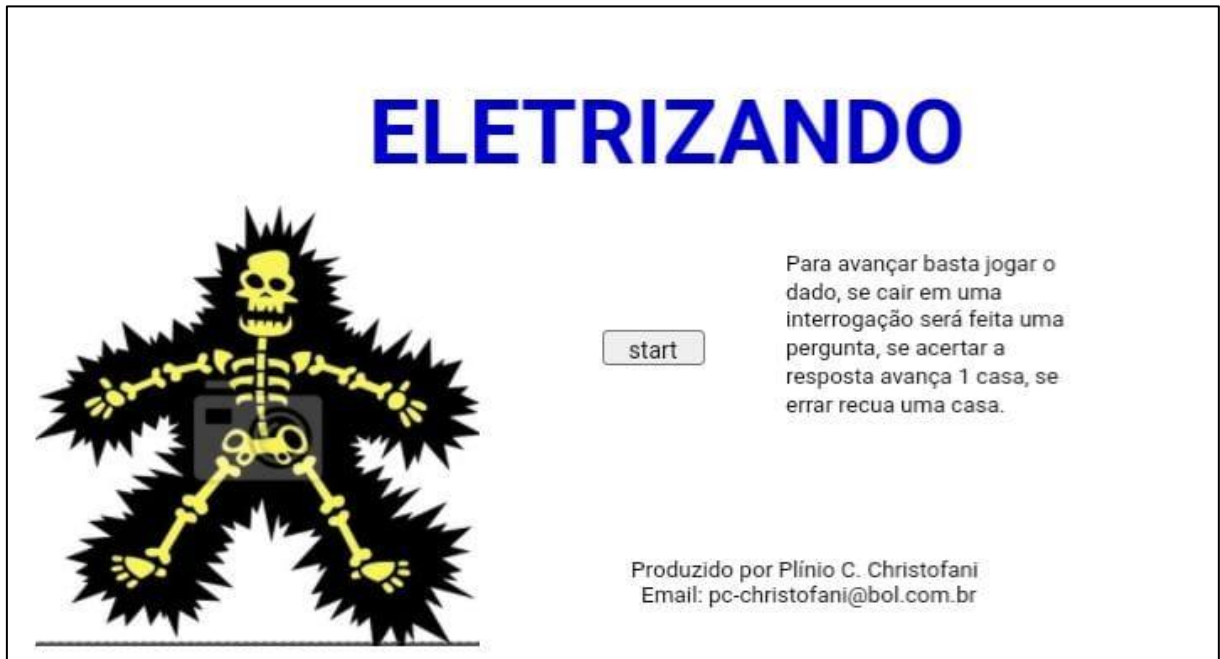 ELETRIZANDO
Para avançar basta jogar o
dado, se cair em uma
interrogação será feita uma
pergunta, se acertar a
resposta avança 1 casa, se
errar recua uma casa.
start
Produzido por Plínio C. Christofani
Email: pc-christofani@bol.com.br